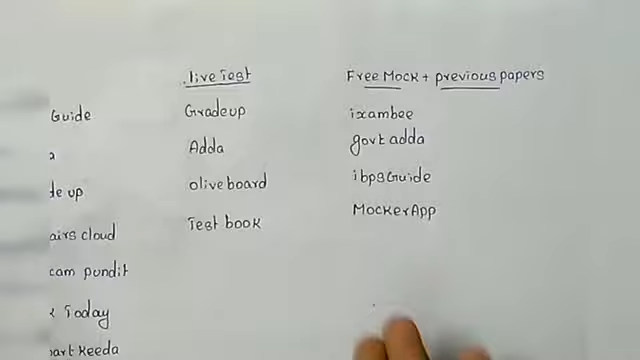 Guide
de up
airs cloud
cam pundit
Today
art Keeda
live Test
Gradeup
Adda
oliveboard
Test book
Free Mock + previous papers
ixambee
govt adda
ibpsGuide
MockerApp